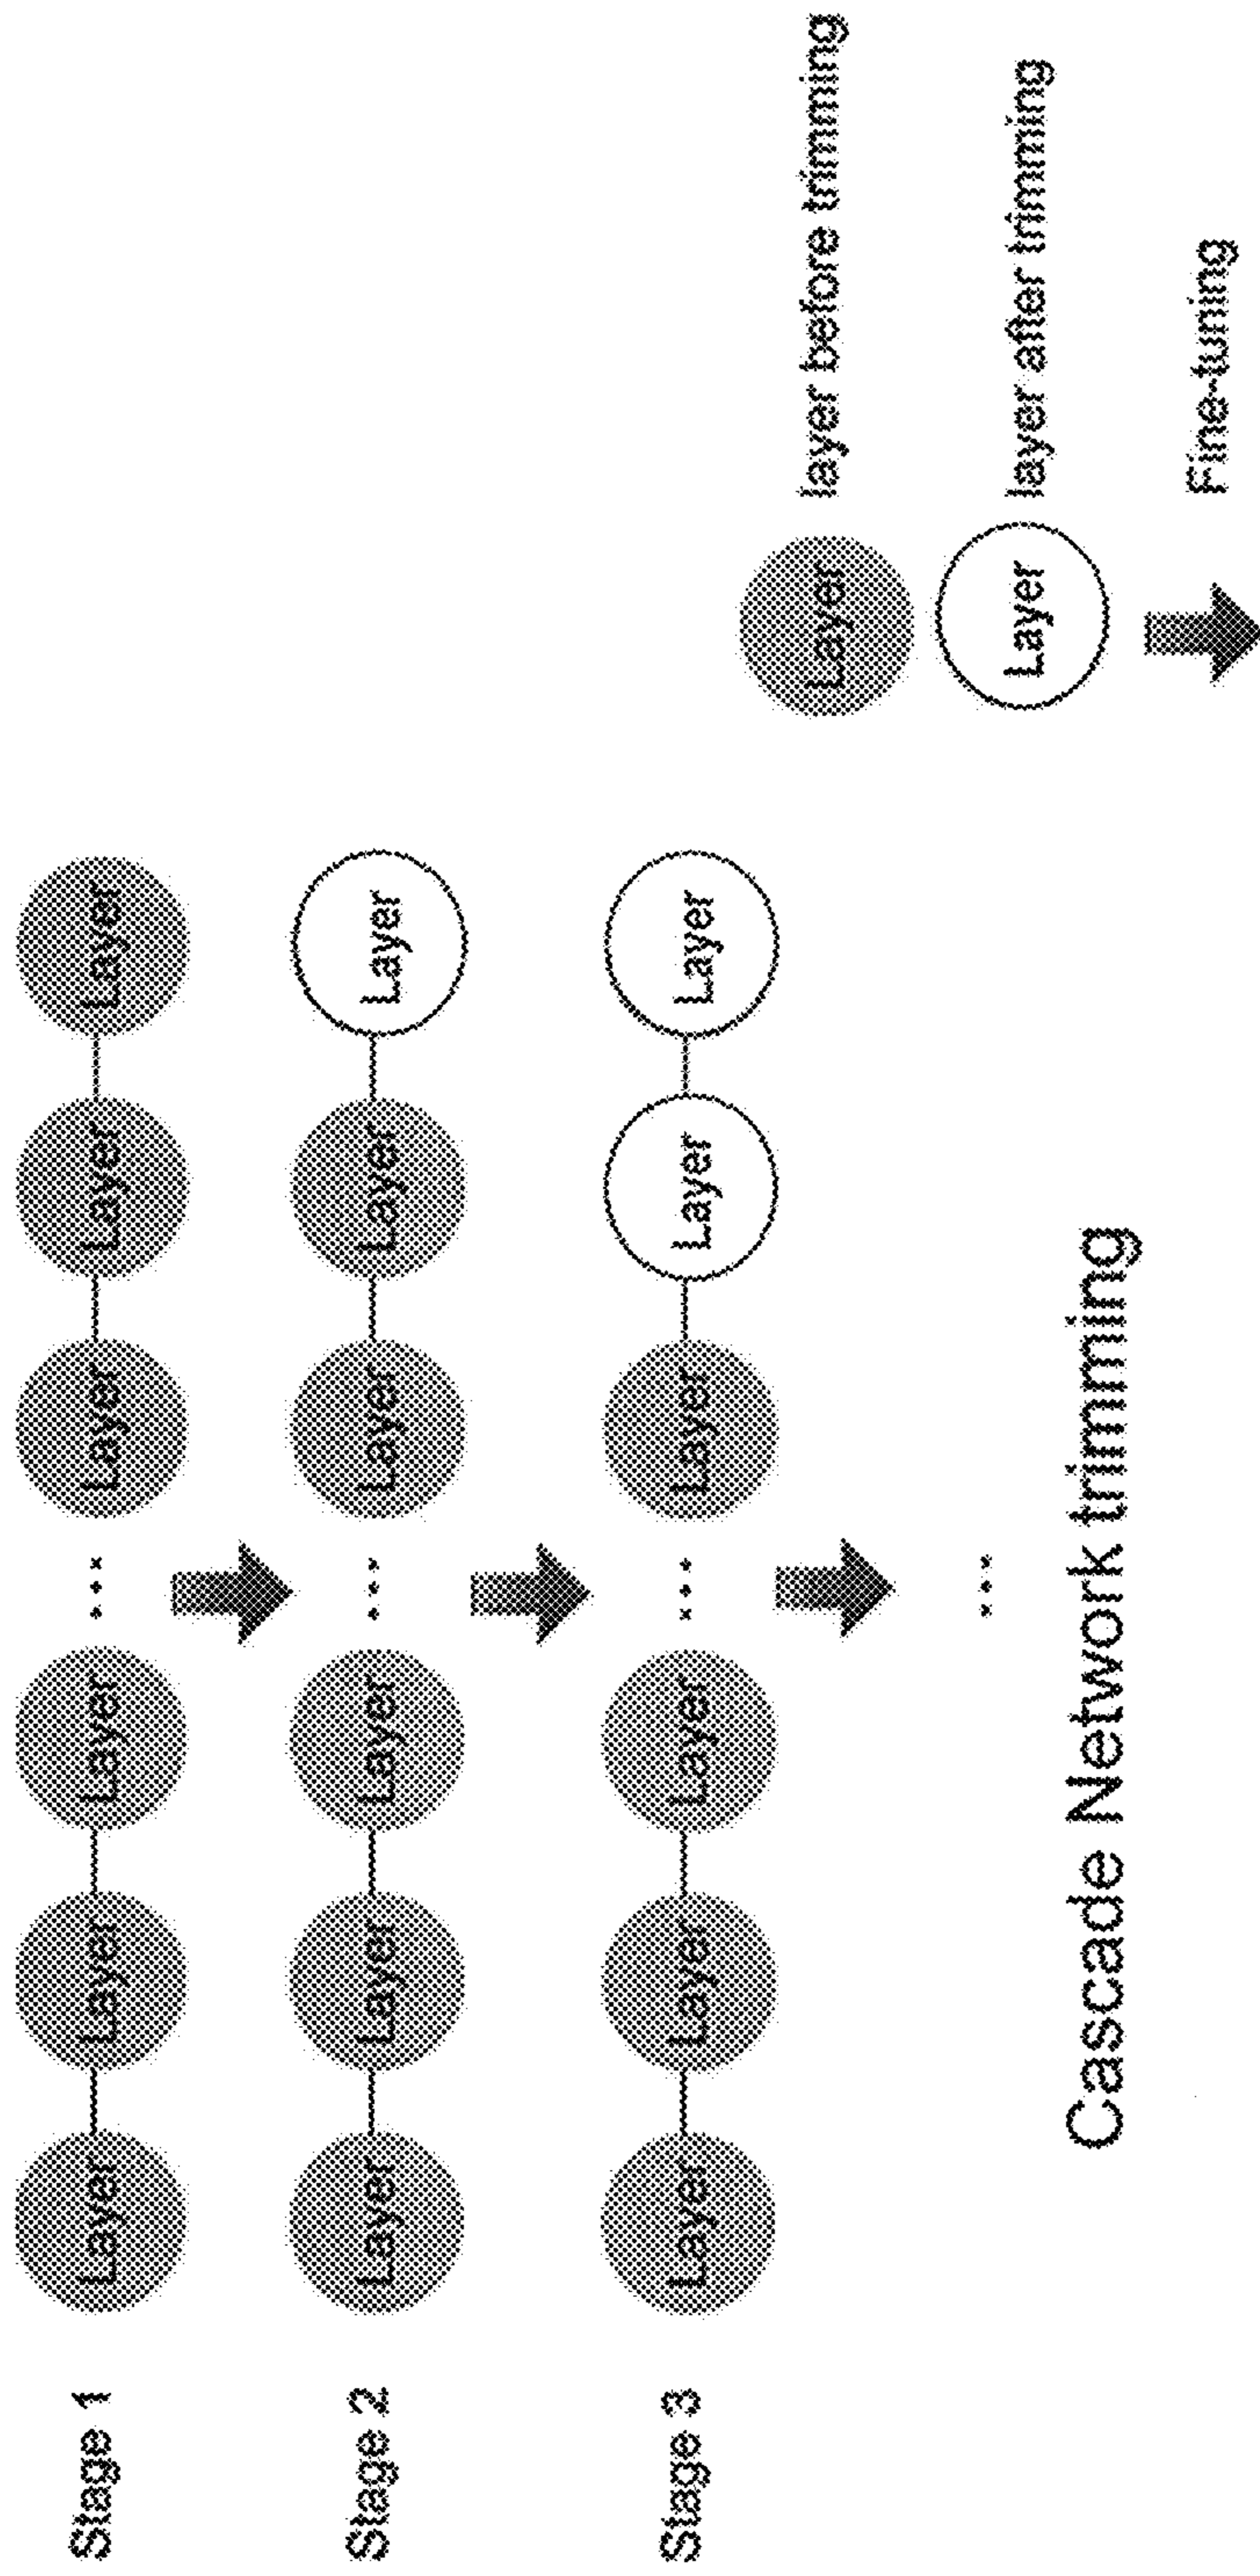 Stage 1 Layer Layer Layer ... Layer Layer Layer
Stage 2 Layer Layer Layer ... Layer Layer Layer
Stage 3 Layer Layer Layer ... Layer Layer Layer
...
Cascade Network trimming
Layer layer before trimming
Layer layer after trimming
Fine-tuning